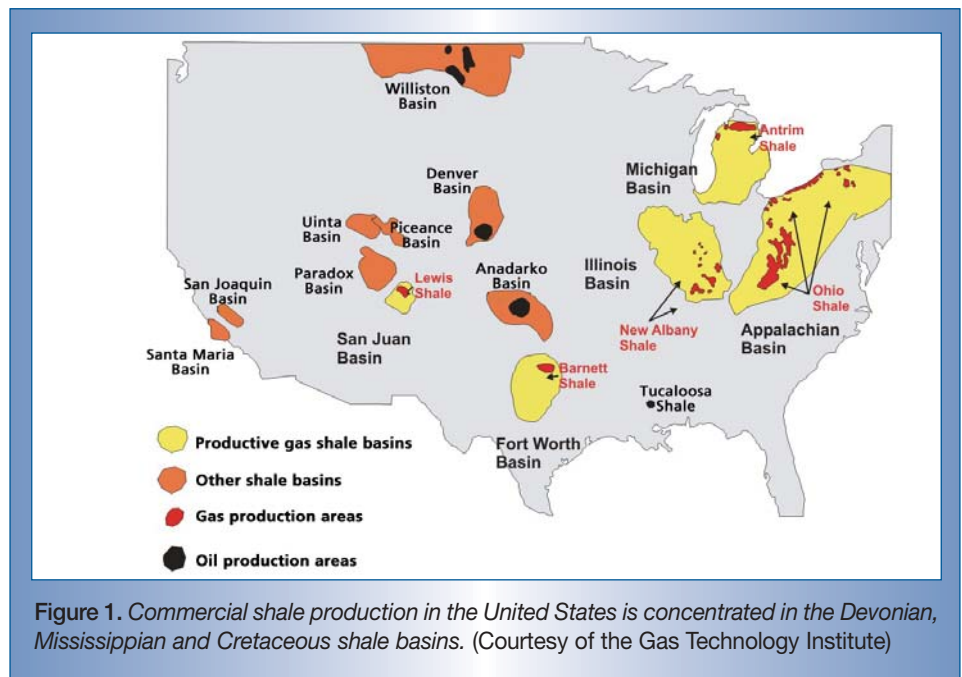 Williston
Basin
Antrim
Shale
Michigan
Basin
Denver
Basin
Uinta
Basin
Piceance
Basin
Illinois
Basin
Anadarko
Basin
Paradox
Basin
Lewis
Shale
San Joaquin
Basin
Ohio
Shale
New Albany
Shale
Appalachian
Basin
San Juan
Basin
Santa Maria
Basin
Barnett
Shale
Tucaloosa
Shale
Fort Worth
Basin
Productive gas shale basins
Other shale basins
Gas production areas
Oil production areas
Figure 1. Commercial shale production in the United States is concentrated in the Devonian,
Mississippian and Cretaceous shale basins. (Courtesy of the Gas Technology Institute)